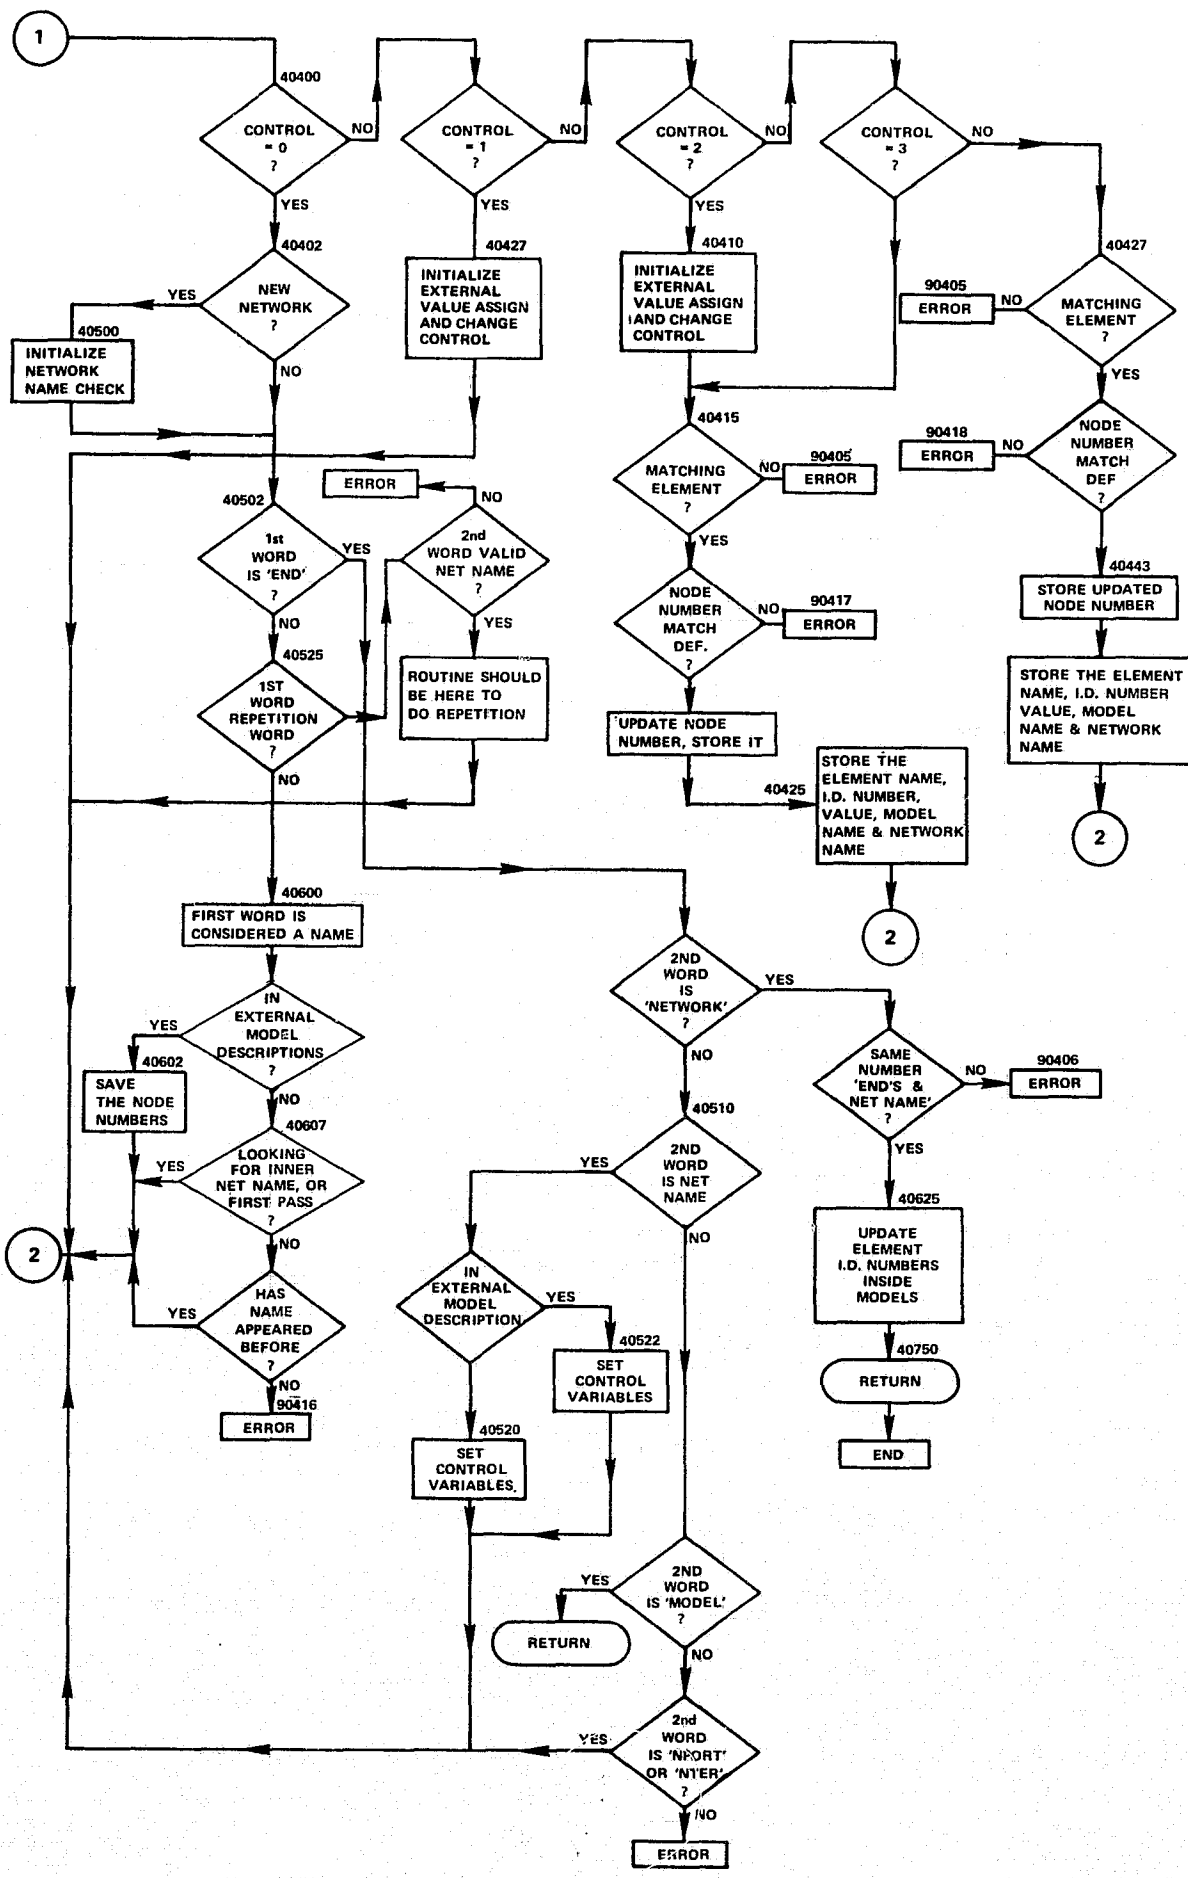 1
40400
CONTROL
= 0
?
NO
YES
CONTROL
= 1
?
NO
YES
CONTROL
= 2
?
NO
YES
CONTROL
= 3
?
NO
40402
NEW
NETWORK
?
YES
NO
40500
INITIALIZE
NETWORK
NAME CHECK
40427
INITIALIZE
EXTERNAL
VALUE ASSIGN
AND CHANGE
CONTROL
40410
INITIALIZE
EXTERNAL
VALUE ASSIGN
AND CHANGE
CONTROL
40427
MATCHING
ELEMENT
?
NO
90405
ERROR
YES
NODE
NUMBER
MATCH
DEF
?
NO
90418
ERROR
40443
STORE UPDATED
NODE NUMBER
STORE THE ELEMENT
NAME, I.D. NUMBER
VALUE, MODEL
NAME & NETWORK
NAME
2
40415
MATCHING
ELEMENT
?
NO
90405
ERROR
YES
NODE
NUMBER
MATCH
DEF.
?
NO
90417
ERROR
UPDATE NODE
NUMBER, STORE IT
40425
STORE THE
ELEMENT NAME,
I.D. NUMBER,
VALUE, MODEL
NAME & NETWORK
NAME
2
40502
1st
WORD
IS 'END'
?
YES
NO
ERROR
NO
2nd
WORD VALID
NET NAME
?
YES
ROUTINE SHOULD
BE HERE TO
DO REPETITION
40525
1ST
WORD
REPETITION
WORD
?
NO
40600
FIRST WORD IS
CONSIDERED A NAME
IN
EXTERNAL
MODEL
DESCRIPTIONS
?
YES
NO
40602
SAVE
THE NODE
NUMBERS
40607
LOOKING
FOR INNER
NET NAME, OR
FIRST PASS
?
YES
NO
2
HAS
NAME
APPEARED
BEFORE
?
YES
NO
90416
ERROR
2ND
WORD
IS
'NETWORK'
?
YES
NO
SAME
NUMBER
'END'S &
NET NAME'
?
NO
90406
ERROR
YES
40625
UPDATE
ELEMENT
I.D. NUMBERS
INSIDE
MODELS
40750
RETURN
END
40510
2ND
WORD
IS NET
NAME
YES
NO
IN
EXTERNAL
MODEL
DESCRIPTION
YES
40522
SET
CONTROL
VARIABLES
40520
SET
CONTROL
VARIABLES.
2ND
WORD
IS 'MODEL'
?
YES
RETURN
NO
2nd
WORD
IS 'NPORT'
OR 'NTER'
?
YES
NO
ERROR